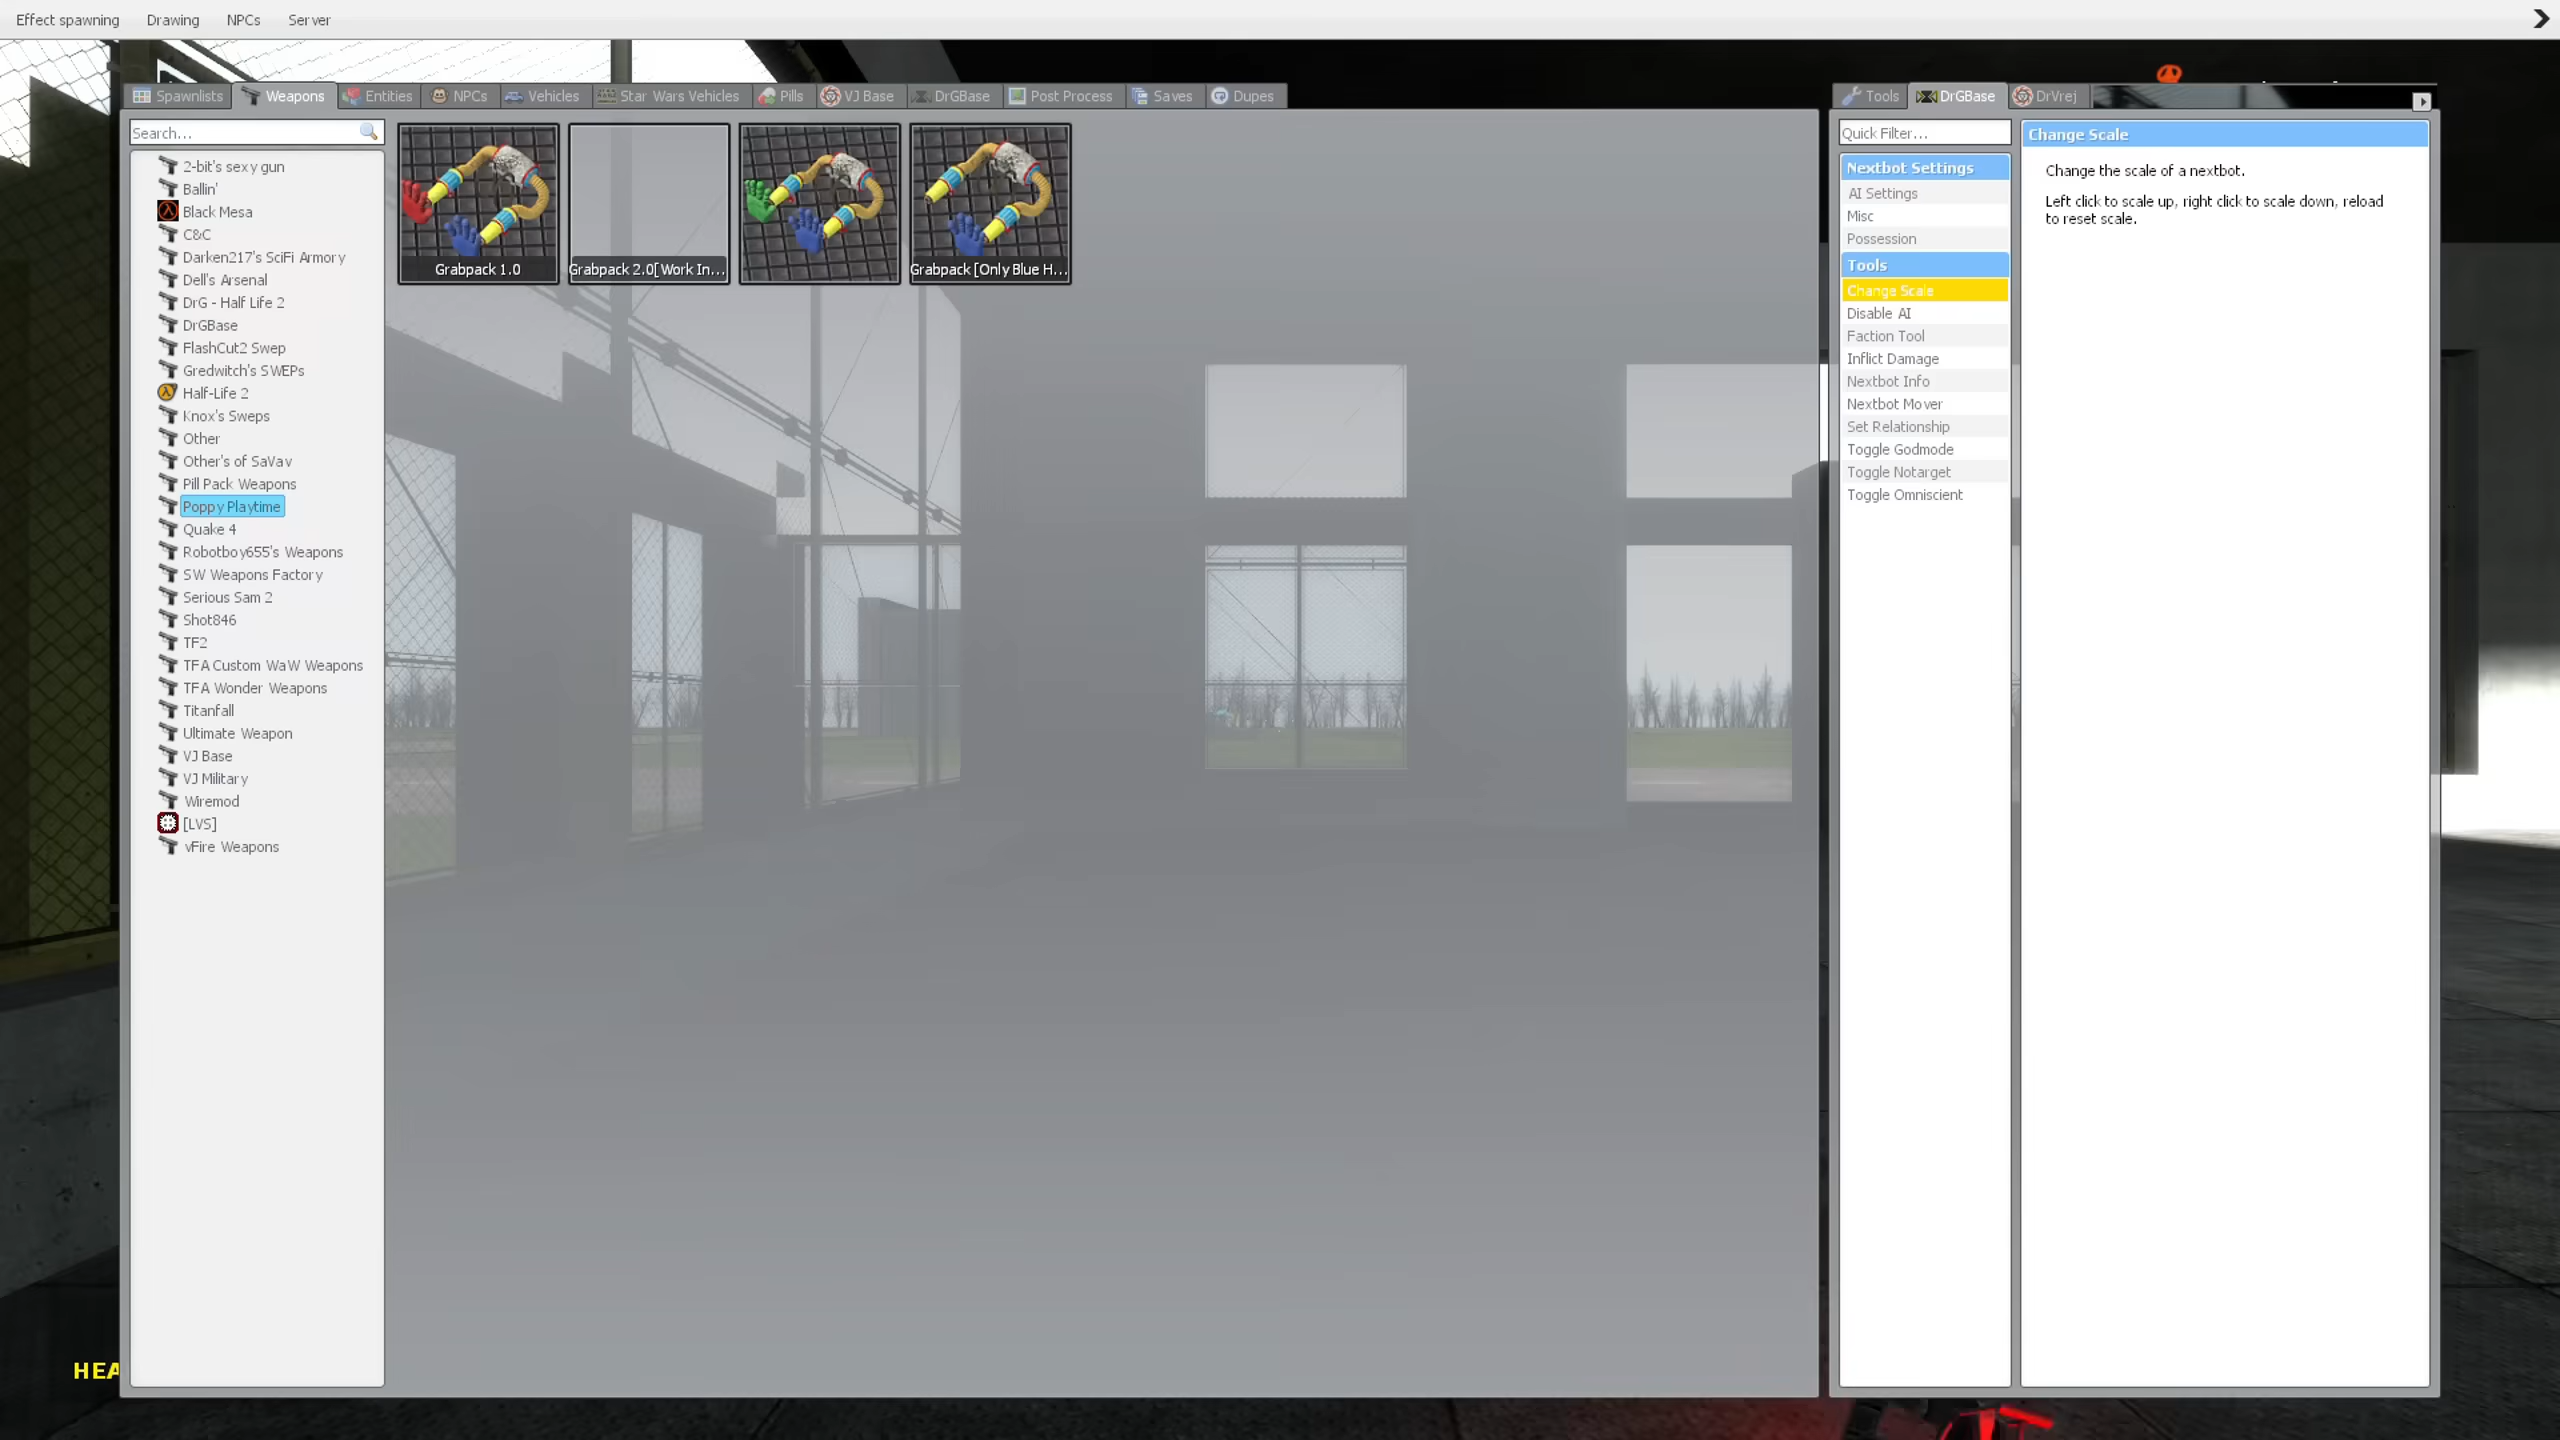 Effect spawning Drawing NPCs Server
Spawnlists Weapons Entities NPCs Vehicles Star Wars Vehicles Pills VJ Base DrGBase Post Process Saves Dupes
Search...
2-bit's sexy gun
Ballin'
Black Mesa
C&C
Darken217's SciFi Armory
Dell's Arsenal
DrG - Half Life 2
DrGBase
FlashCut2 Swep
Gredwitch's SWEPs
Half-Life 2
Knox's Sweps
Other
Other's of SaVav
Pill Pack Weapons
Poppy Playtime
Quake 4
Robotboy655's Weapons
SW Weapons Factory
Serious Sam 2
Shot846
TF2
TFA Custom WaW Weapons
TFA Wonder Weapons
Titanfall
Ultimate Weapon
VJ Base
VJ Military
Wiremod
[LVS]
vFire Weapons
Grabpack 1.0
Grabpack 2.0[Work In...
Grabpack [Only Blue H...
Tools DrGBase DrVrej
Quick Filter...
Nextbot Settings
AI Settings
Misc
Possession
Tools
Change Scale
Disable AI
Faction Tool
Inflict Damage
Nextbot Info
Nextbot Mover
Set Relationship
Toggle Godmode
Toggle Notarget
Toggle Omniscient
Change Scale
Change the scale of a nextbot.
Left click to scale up, right click to scale down, reload
to reset scale.
HEA